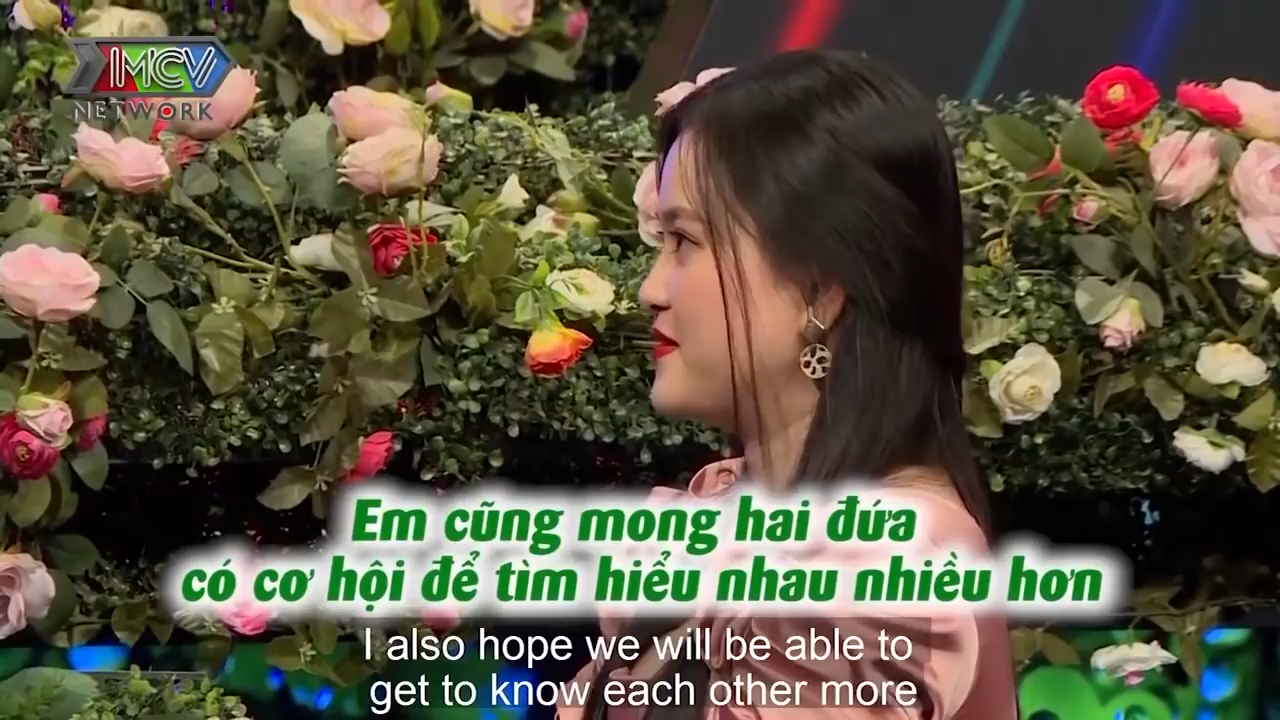 MCV
NETWORK
Em cũng mong hai đứa
có cơ hội để tìm hiểu nhau nhiều hơn
I also hope we will be able to
get to know each other more